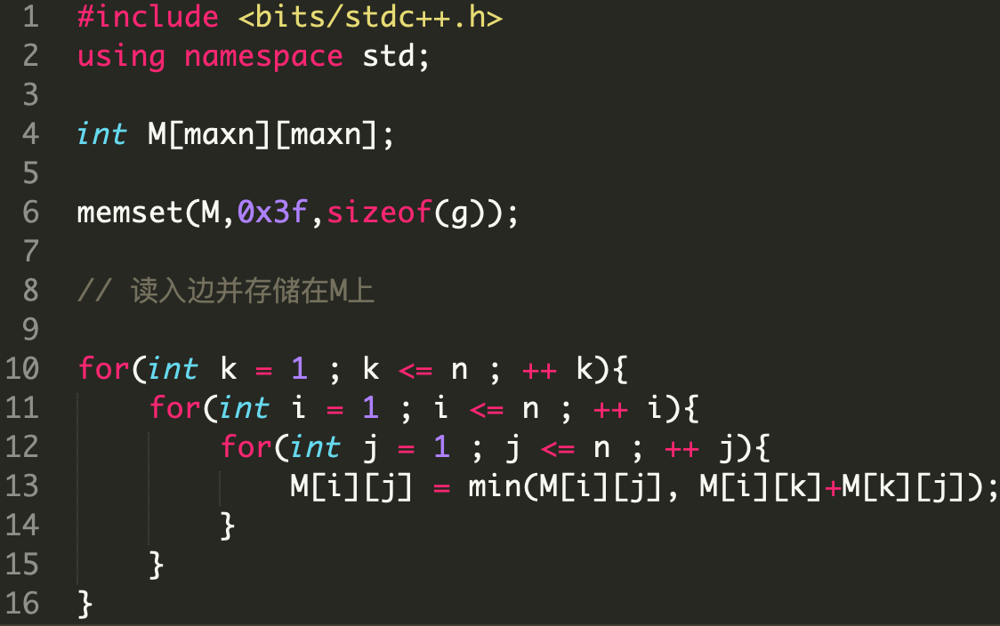 1 #include <bits/stdc++.h>
2 using namespace std;
3
4 int M[maxn][maxn];
5
6 memset(M,0x3f,sizeof(g));
7
8 // 读入边并存储在M上
9
10 for(int k = 1 ; k <= n ; ++ k){
11     for(int i = 1 ; i <= n ; ++ i){
12         for(int j = 1 ; j <= n ; ++ j){
13             M[i][j] = min(M[i][j], M[i][k]+M[k][j]);
14         }
15     }
16 }